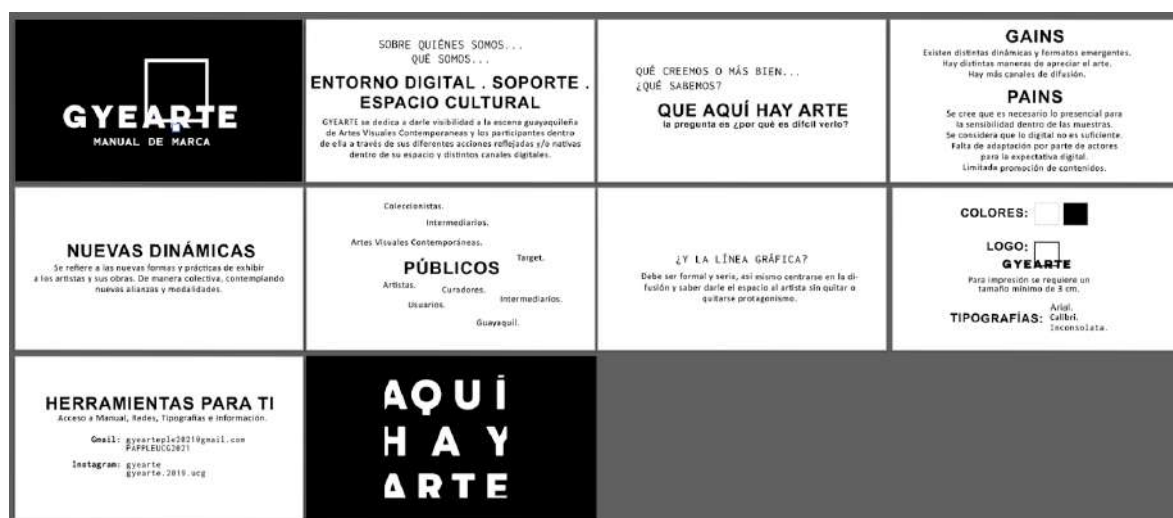 GYEARTE
MANUAL DE MARCA
SOBRE QUIÉNES SOMOS...
QUÉ SOMOS...
ENTORNO DIGITAL . SOPORTE .
ESPACIO CULTURAL
GYEARTE se dedica a darle visibilidad a la escena guayaquileña
de Artes Visuales Contemporaneas y los participantes dentro
de ella a través de sus diferentes acciones reflejadas y/o nativas
dentro de su espacio y distintos canales digitales.
QUÉ CREEMOS O MÁS BIEN...
¿QUÉ SABEMOS?
QUE AQUÍ HAY ARTE
la pregunta es ¿por qué es difícil verlo?
GAINS
Existen distintas dinámicas y formatos emergentes.
Hay distintas maneras de apreciar el arte.
Hay más canales de difusión.
PAINS
Se cree que es necesario lo presencial para
la sensibilidad dentro de las muestras.
Se considera que lo digital no es suficiente.
Falta de adaptación por parte de actores
para la expectativa digital.
Limitada promoción de contenidos.
NUEVAS DINÁMICAS
Se refiere a las nuevas formas y prácticas de exhibir
a los artistas y sus obras. De manera colectiva, contemplando
nuevas alianzas y modalidades.
Coleccionistas.
Intermediarios.
Artes Visuales Contemporáneas.
Target.
PÚBLICOS
Artistas.
Curadores.
Intermediarios.
Usuarios.
Guayaquil.
¿Y LA LÍNEA GRÁFICA?
Debe ser formal y seria, así mismo centrarse en la di-
fusión y saber darle el espacio al artista sin quitar o
quitarse protagonismo.
COLORES:
LOGO:
GYEARTE
Para impresión se requiere un
tamaño mínimo de 3 cm.
TIPOGRAFÍAS:
Arial.
Calibri.
Inconsolata.
HERRAMIENTAS PARA TI
Acceso a Manual, Redes, Tipografías e Información.
Gmail: gyearteple2021@gmail.com
PAPPLEUCG2021
Instagram: gyearte
gyearte.2019.ucg
AQUÍ
HAY
ARTE